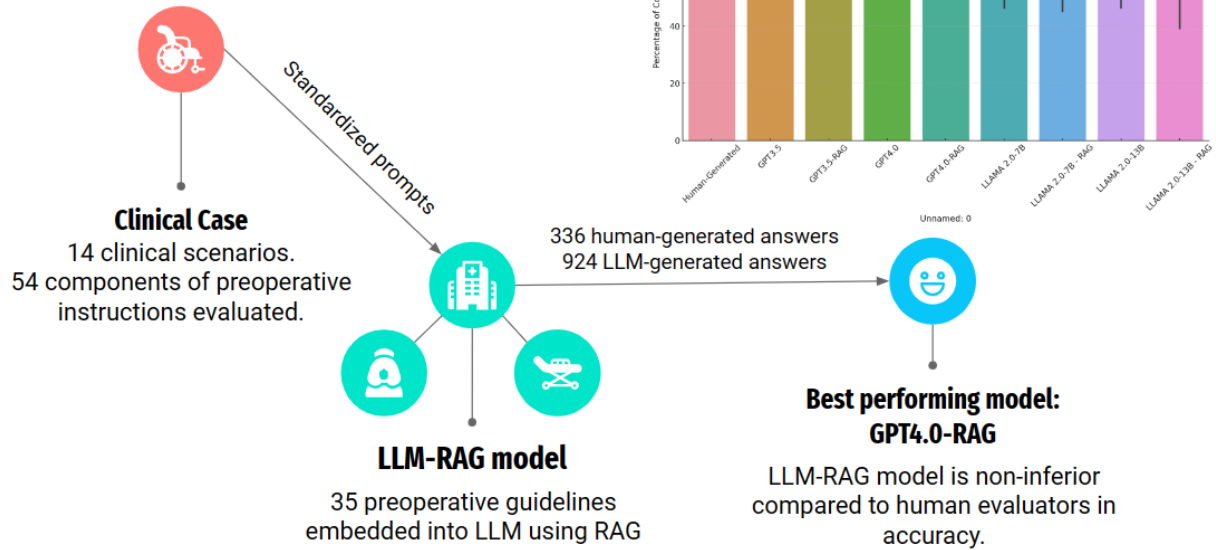 Percentage of Co
40
20
0
Human-Generated
GPT3.5
GPT3.5-RAG
GPT4.0
GPT4.0-RAG
LLAMA 2.0-7B
LLAMA 2.0-7B - RAG
LLAMA 2.0-13B
LLAMA 2.0-13B - RAG
Unnamed: 0
Standardized prompts
Clinical Case
14 clinical scenarios.
54 components of preoperative
instructions evaluated.
336 human-generated answers
924 LLM-generated answers
LLM-RAG model
35 preoperative guidelines
embedded into LLM using RAG
Best performing model:
GPT4.0-RAG
LLM-RAG model is non-inferior
compared to human evaluators in
accuracy.